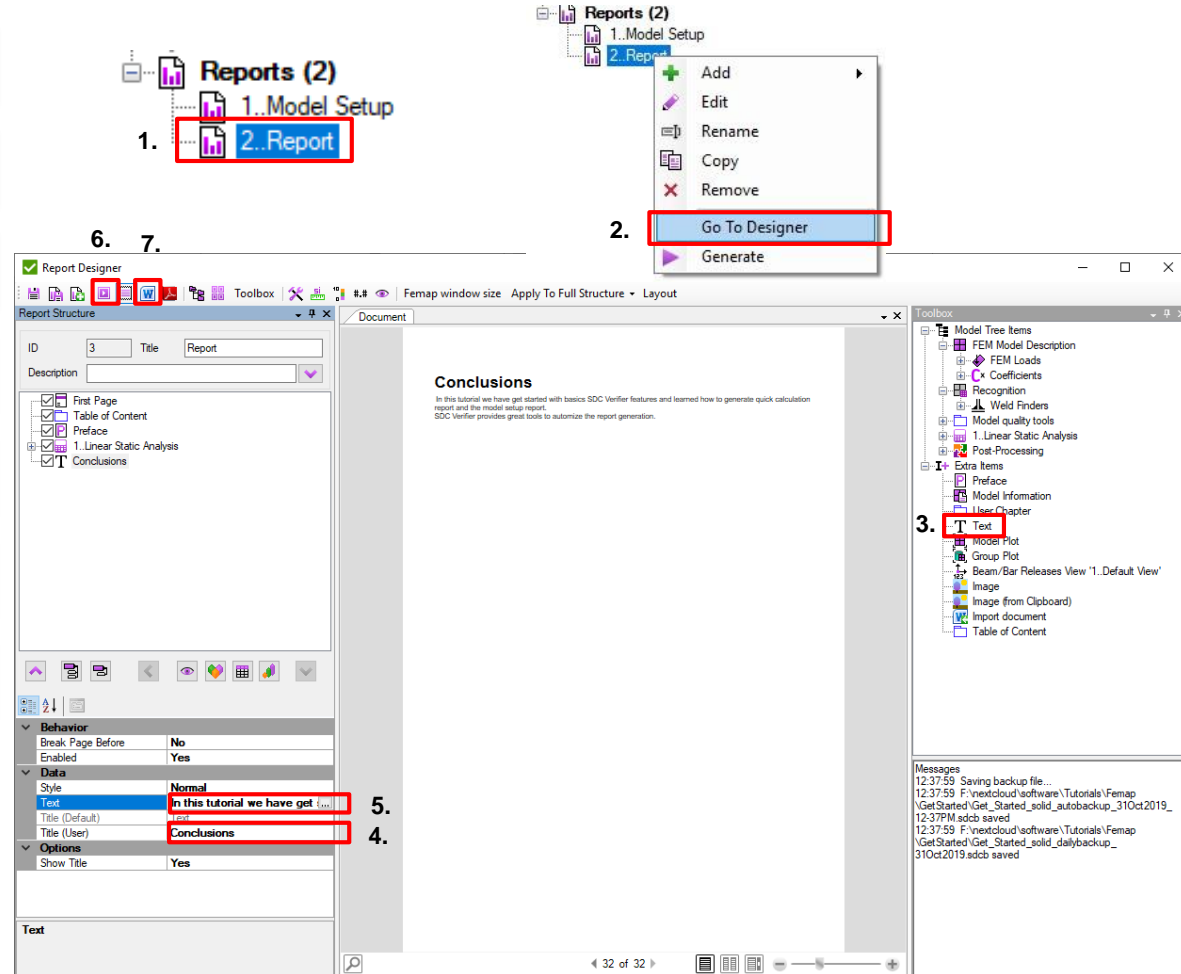 Reports (2)
1..Model Setup
1. 2..Report
Reports (2)
1..Model Setup
2..Report
Add
Edit
Rename
Copy
Remove
2. Go To Designer
Generate
6. 7.
Report Designer
Toolbox #.# Femap window size Apply To Full Structure Layout
Report Structure
ID 3 Title Report
Description
First Page
Table of Content
P Preface
1..Linear Static Analysis
T Conclusions
Behavior
Break Page Before No
Enabled Yes
Data
Style Normal
Text In this tutorial we have get ... 5.
Title (Default) Text
Title (User) Conclusions 4.
Options
Show Title Yes
Text
Document
Conclusions
In this tutorial we have get started with basics SDC Verifier features and learned how to generate quick calculation
report and the model setup report.
SDC Verifier provides great tools to automize the report generation.
32 of 32
Toolbox
Model Tree Items
FEM Model Description
FEM Loads
Coefficients
Recognition
Weld Finders
Model quality tools
1..Linear Static Analysis
Post-Processing
Extra Items
P Preface
Model Information
User Chapter
3. T Text
Model Plot
Group Plot
Beam/Bar Releases View '1..Default View'
Image
Image (from Clipboard)
Import document
Table of Content
Messages
12:37:59 Saving backup file...
12:37:59 F:\nextcloud\software\Tutorials\Femap
\GetStarted\Get_Started_solid_autobackup_31Oct2019_
12-37PM.sdcb saved
12:37:59 F:\nextcloud\software\Tutorials\Femap
\GetStarted\Get_Started_solid_dailybackup_
31Oct2019.sdcb saved